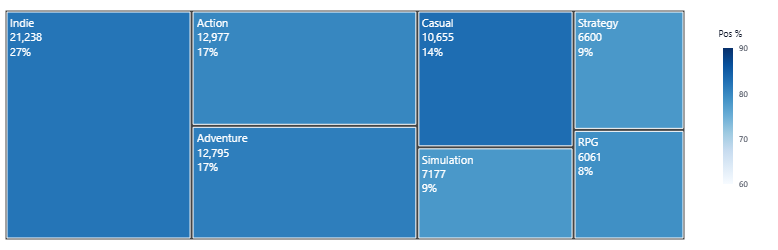 Indie
21,238
27%
Action
12,977
17%
Adventure
12,795
17%
Casual
10,655
14%
Simulation
7177
9%
Strategy
6600
9%
RPG
6061
8%
Pos %
90
80
70
60